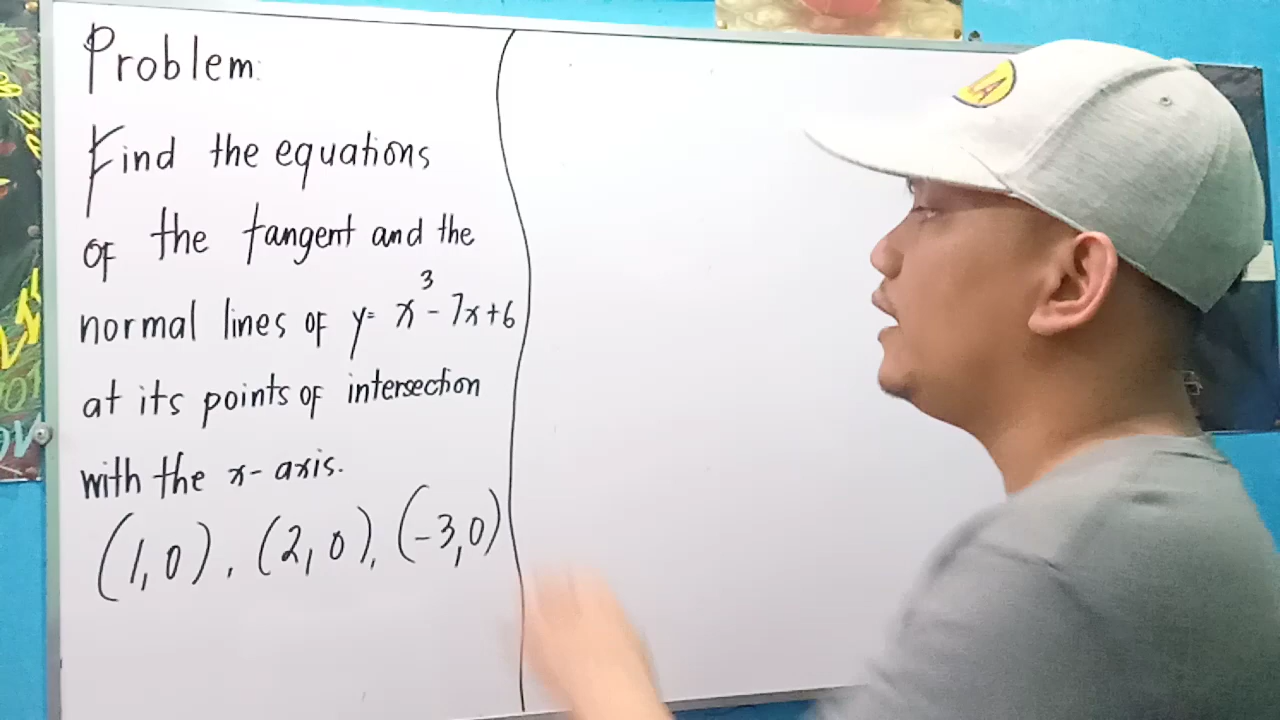 Problem:
Find the equations
of the tangent and the
normal lines of y = x³ - 7x + 6
at its points of intersection
with the x-axis.
(1, 0), (2, 0), (-3, 0)
LA